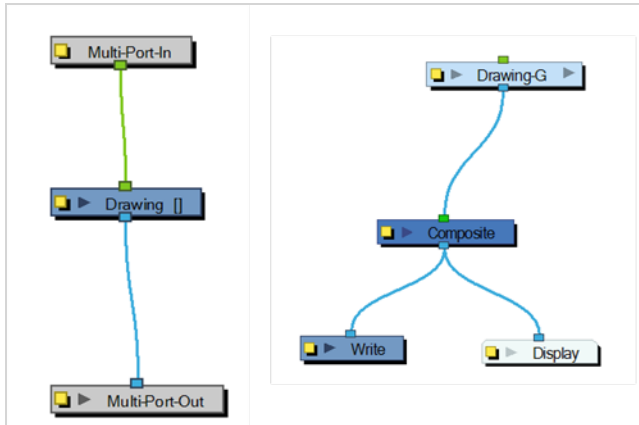 Multi-Port-In
Drawing []
Multi-Port-Out
Drawing-G
Composite
Write
Display